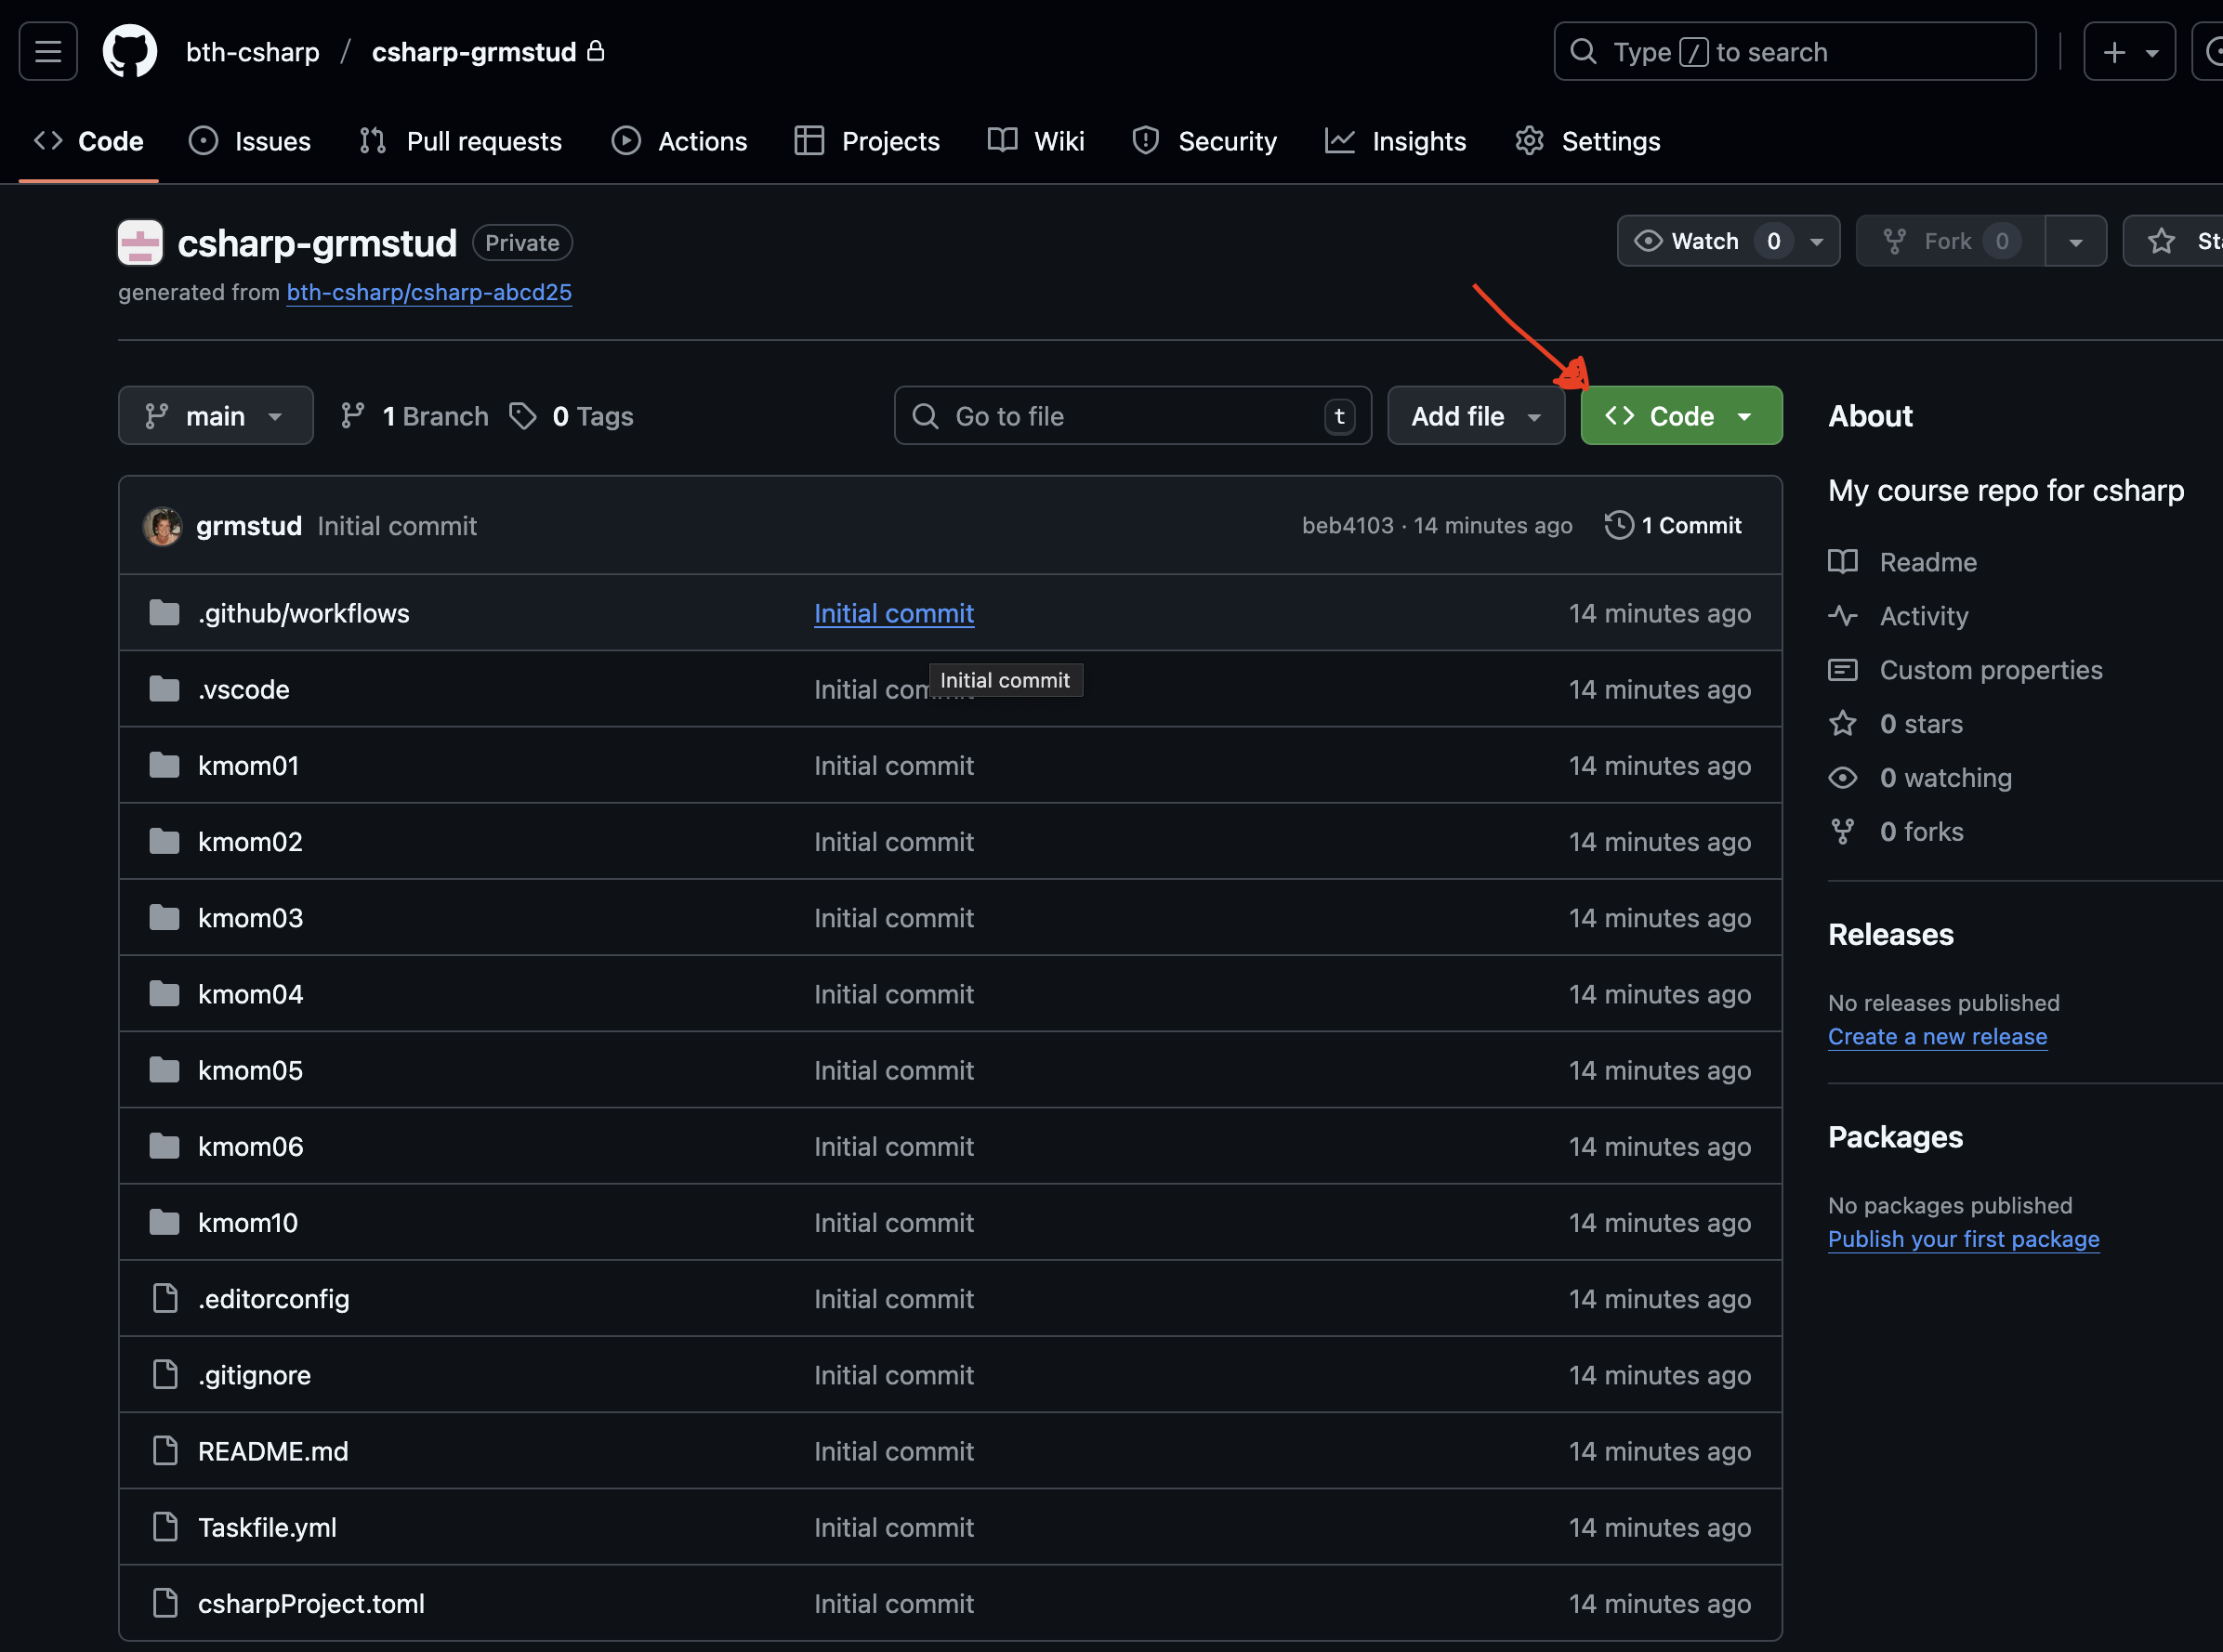 bth-csharp / csharp-grmstud
Type / to search
Code Issues Pull requests Actions Projects Wiki Security Insights Settings
csharp-grmstud Private
Watch 0 Fork 0
generated from bth-csharp/csharp-abcd25
main 1 Branch 0 Tags Go to file t Add file Code
grmstud Initial commit beb4103 · 14 minutes ago 1 Commit
.github/workflows Initial commit 14 minutes ago
.vscode Initial 14 minutes ago
Initial commit
kmom01 Initial commit 14 minutes ago
kmom02 Initial commit 14 minutes ago
kmom03 Initial commit 14 minutes ago
kmom04 Initial commit 14 minutes ago
kmom05 Initial commit 14 minutes ago
kmom06 Initial commit 14 minutes ago
kmom10 Initial commit 14 minutes ago
.editorconfig Initial commit 14 minutes ago
.gitignore Initial commit 14 minutes ago
README.md Initial commit 14 minutes ago
Taskfile.yml Initial commit 14 minutes ago
csharpProject.toml Initial commit 14 minutes ago
About
My course repo for csharp
Readme
Activity
Custom properties
0 stars
0 watching
0 forks
Releases
No releases published
Create a new release
Packages
No packages published
Publish your first package